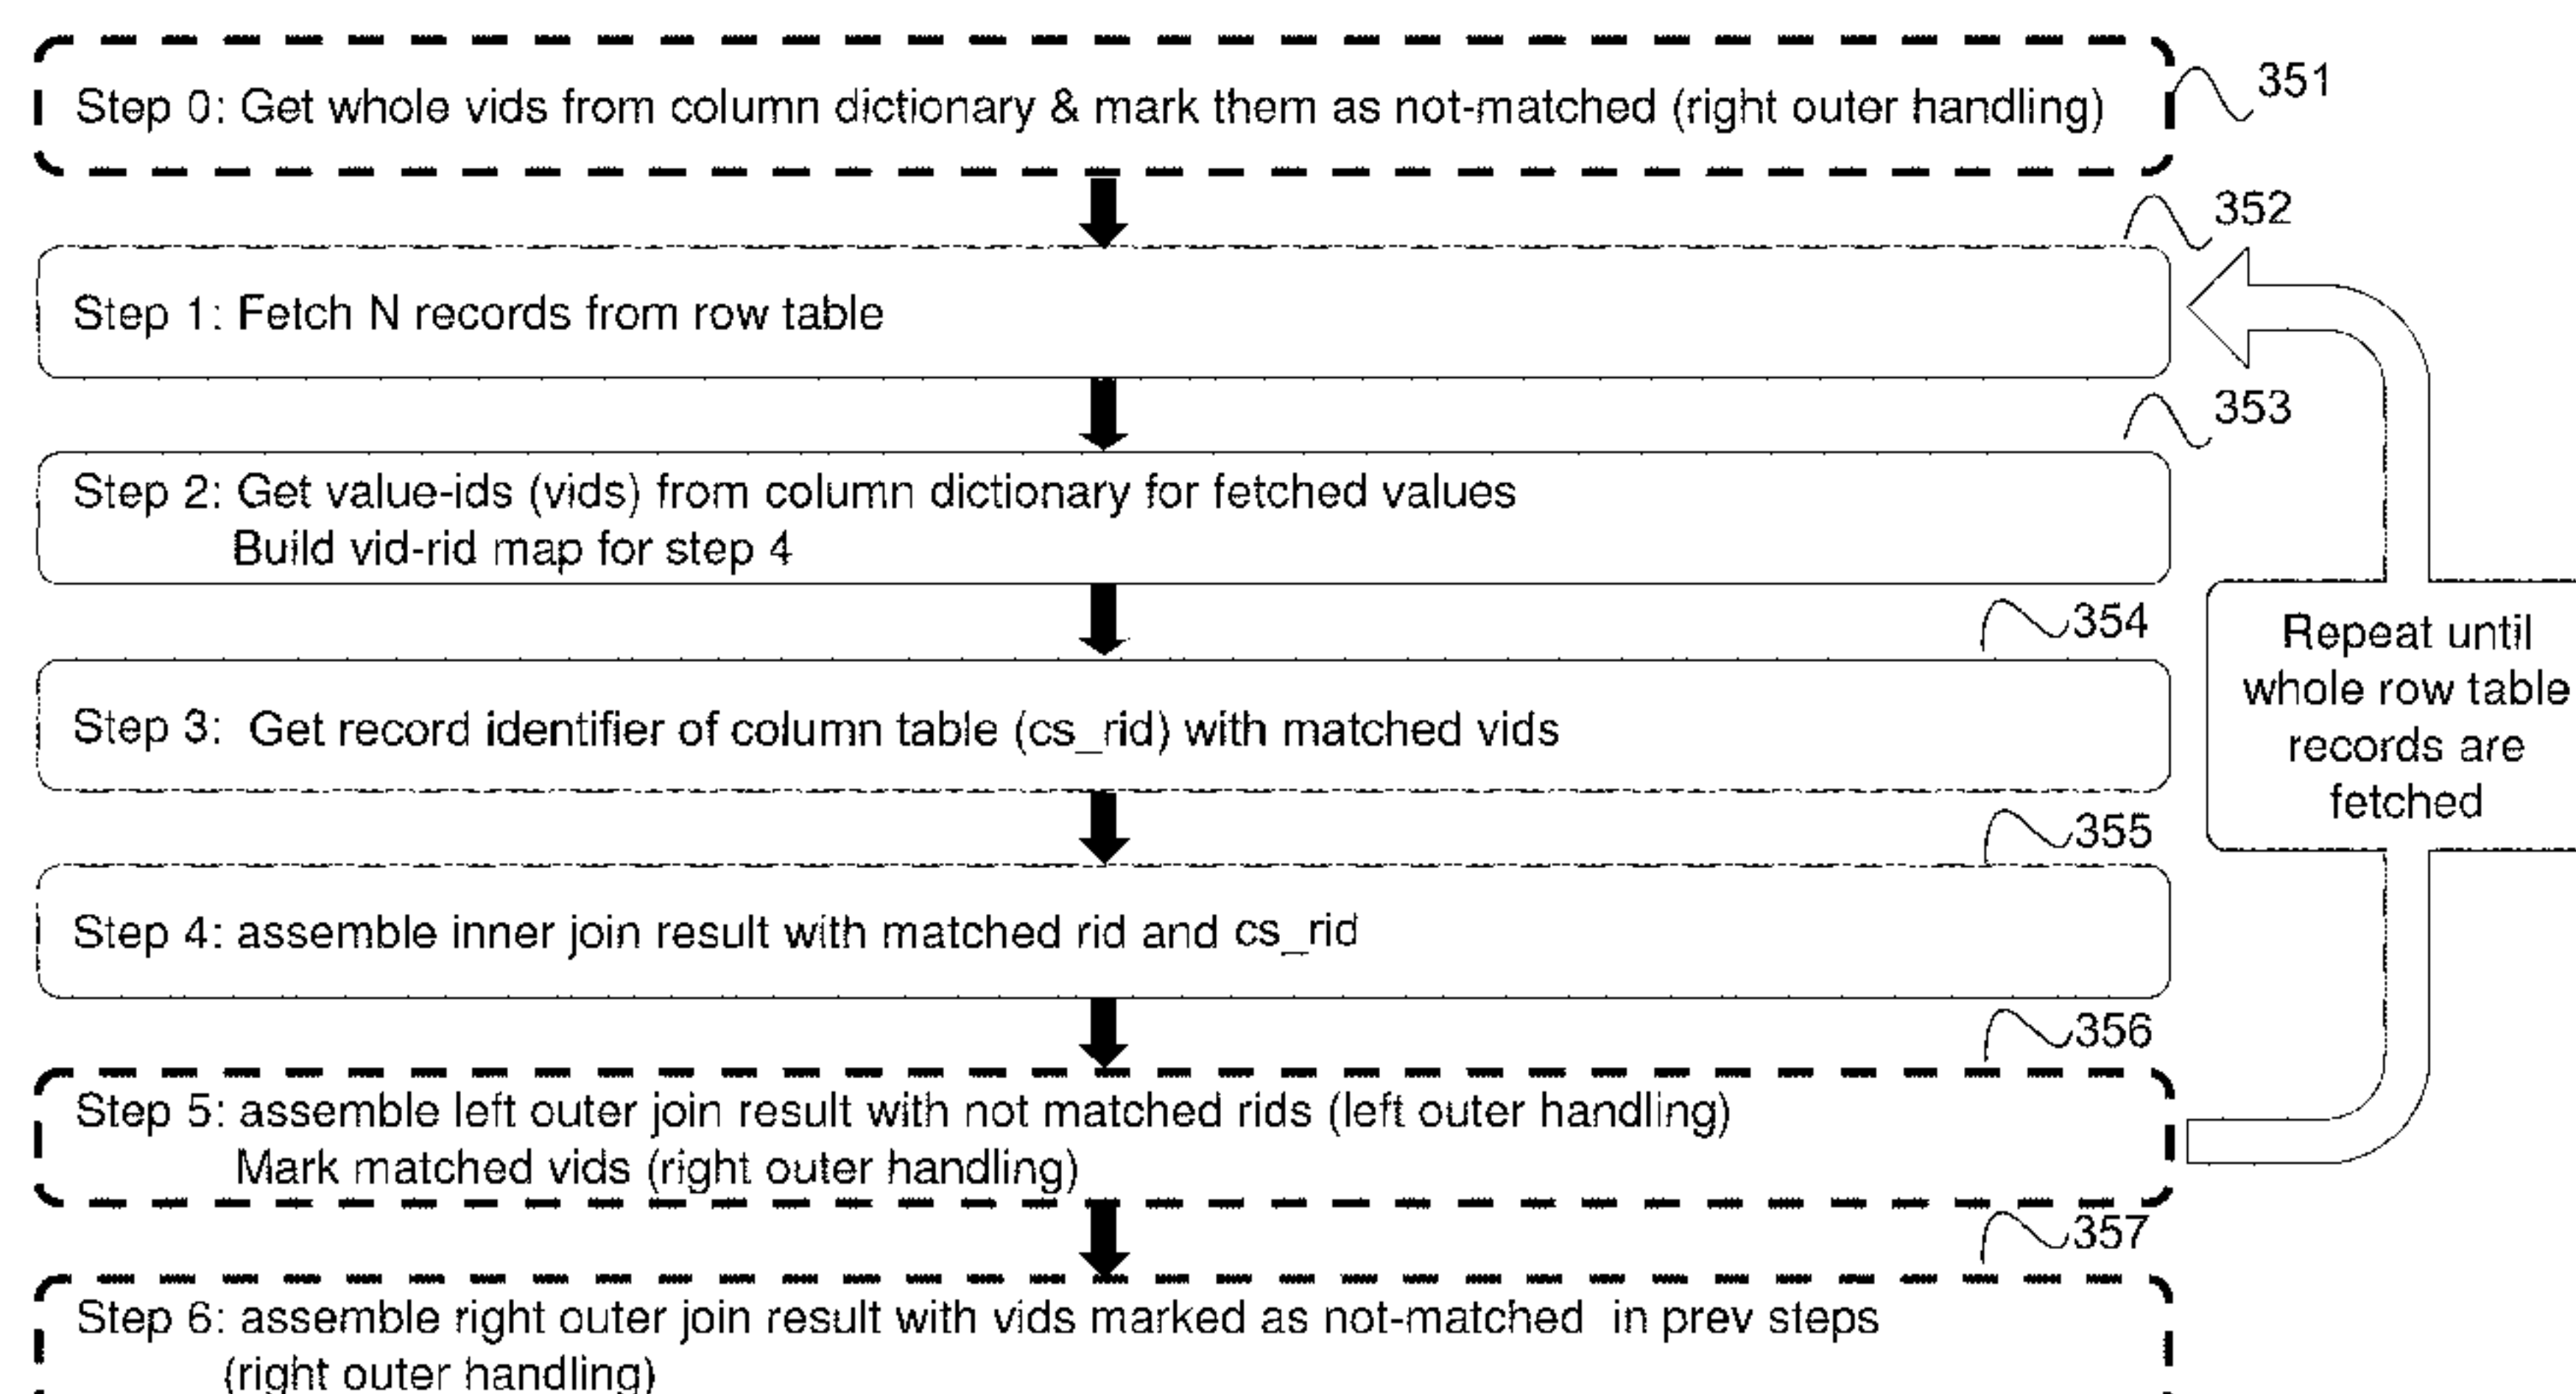 Step 0: Get whole vids from column dictionary & mark them as not-matched (right outer handling)
351
352
Step 1: Fetch N records from row table
353
Step 2: Get value-ids (vids) from column dictionary for fetched values
Build vid-rid map for step 4
354
Step 3: Get record identifier of column table (cs_rid) with matched vids
Repeat until
whole row table
records are
fetched
355
Step 4: assemble inner join result with matched rid and cs_rid
356
Step 5: assemble left outer join result with not matched rids (left outer handling)
Mark matched vids (right outer handling)
357
Step 6: assemble right outer join result with vids marked as not-matched in prev steps
(right outer handling)